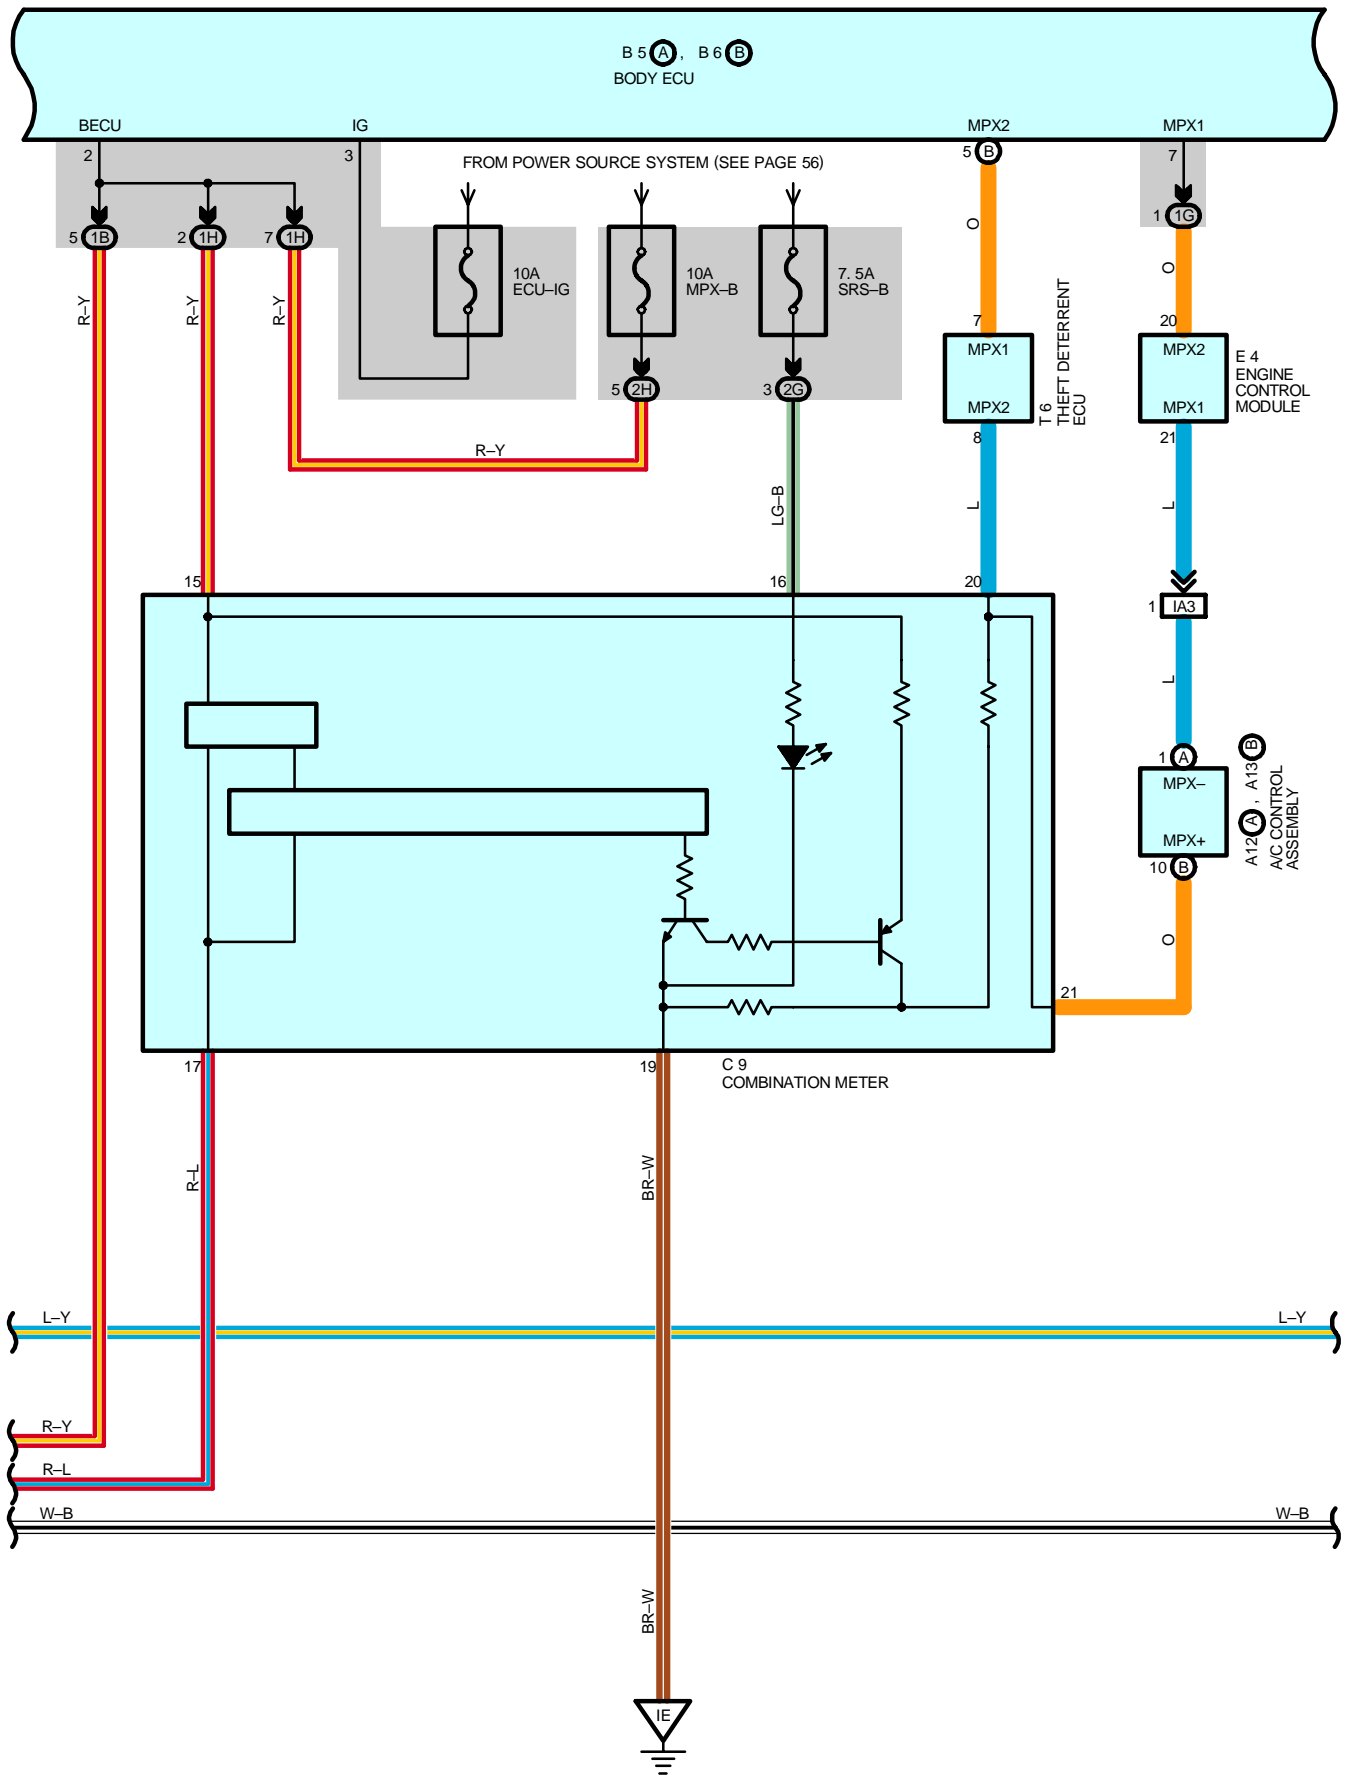 B 5 A , B 6 B
BODY ECU
BECU
IG
MPX2
MPX1
2
3
5 B
7
FROM POWER SOURCE SYSTEM (SEE PAGE 56)
5 1B
2 1H
7 1H
1 1G
10A
ECU–IG
10A
MPX–B
7. 5A
SRS–B
R–Y
R–Y
R–Y
O
O
7
20
MPX1
MPX2
T 6
THEFT DETERRENT
ECU
MPX2
MPX1
E 4
ENGINE
CONTROL
MODULE
5 2H
3 2G
8
21
R–Y
LG–B
L
L
15
16
20
1 IA3
L
1 A
MPX–
MPX+
10 B
A12 A , A13 B
A/C CONTROL
ASSEMBLY
O
21
17
19
C 9
COMBINATION METER
R–L
BR–W
L–Y
L–Y
R–Y
R–L
W–B
W–B
BR–W
IE